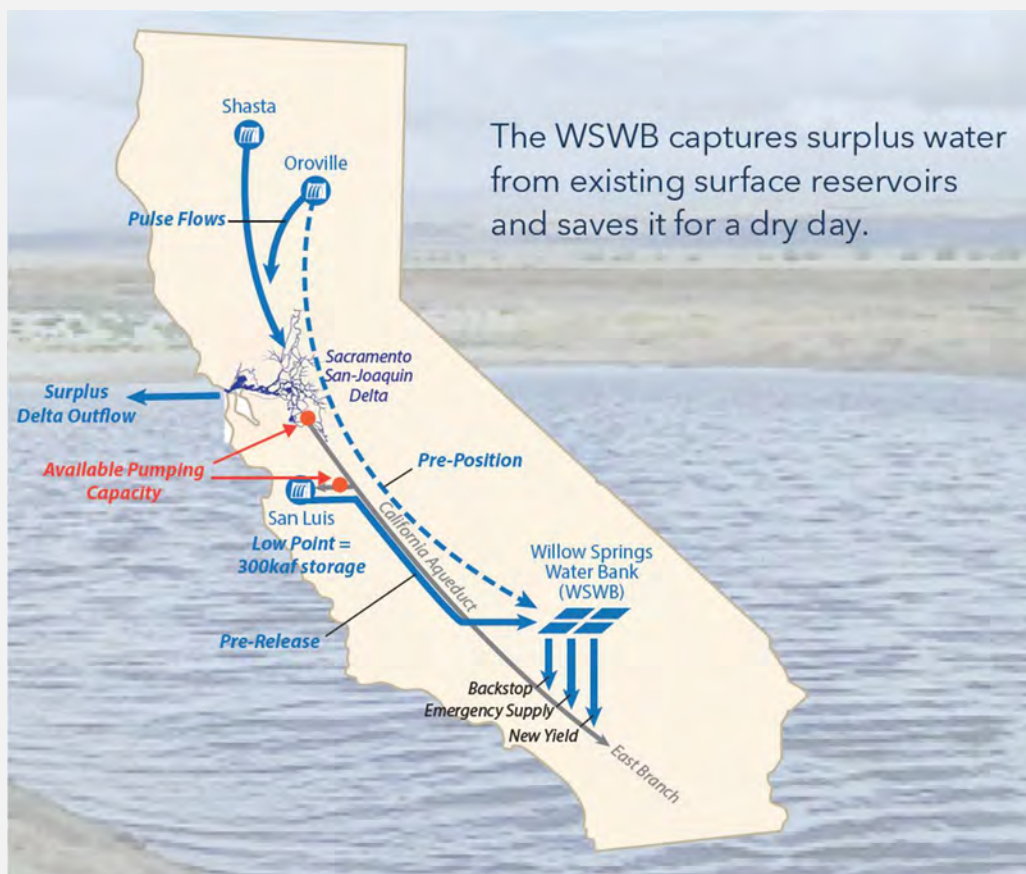 The WSWB captures surplus water
from existing surface reservoirs
and saves it for a dry day.
Shasta
Oroville
Pulse Flows
Sacramento
San-Joaquin
Delta
Surplus
Delta Outflow
Available Pumping
Capacity
Pre-Position
San Luis
Low Point =
300kaf storage
California Aqueduct
Willow Springs
Water Bank
(WSWB)
Pre-Release
Backstop
Emergency Supply
New Yield
East Branch